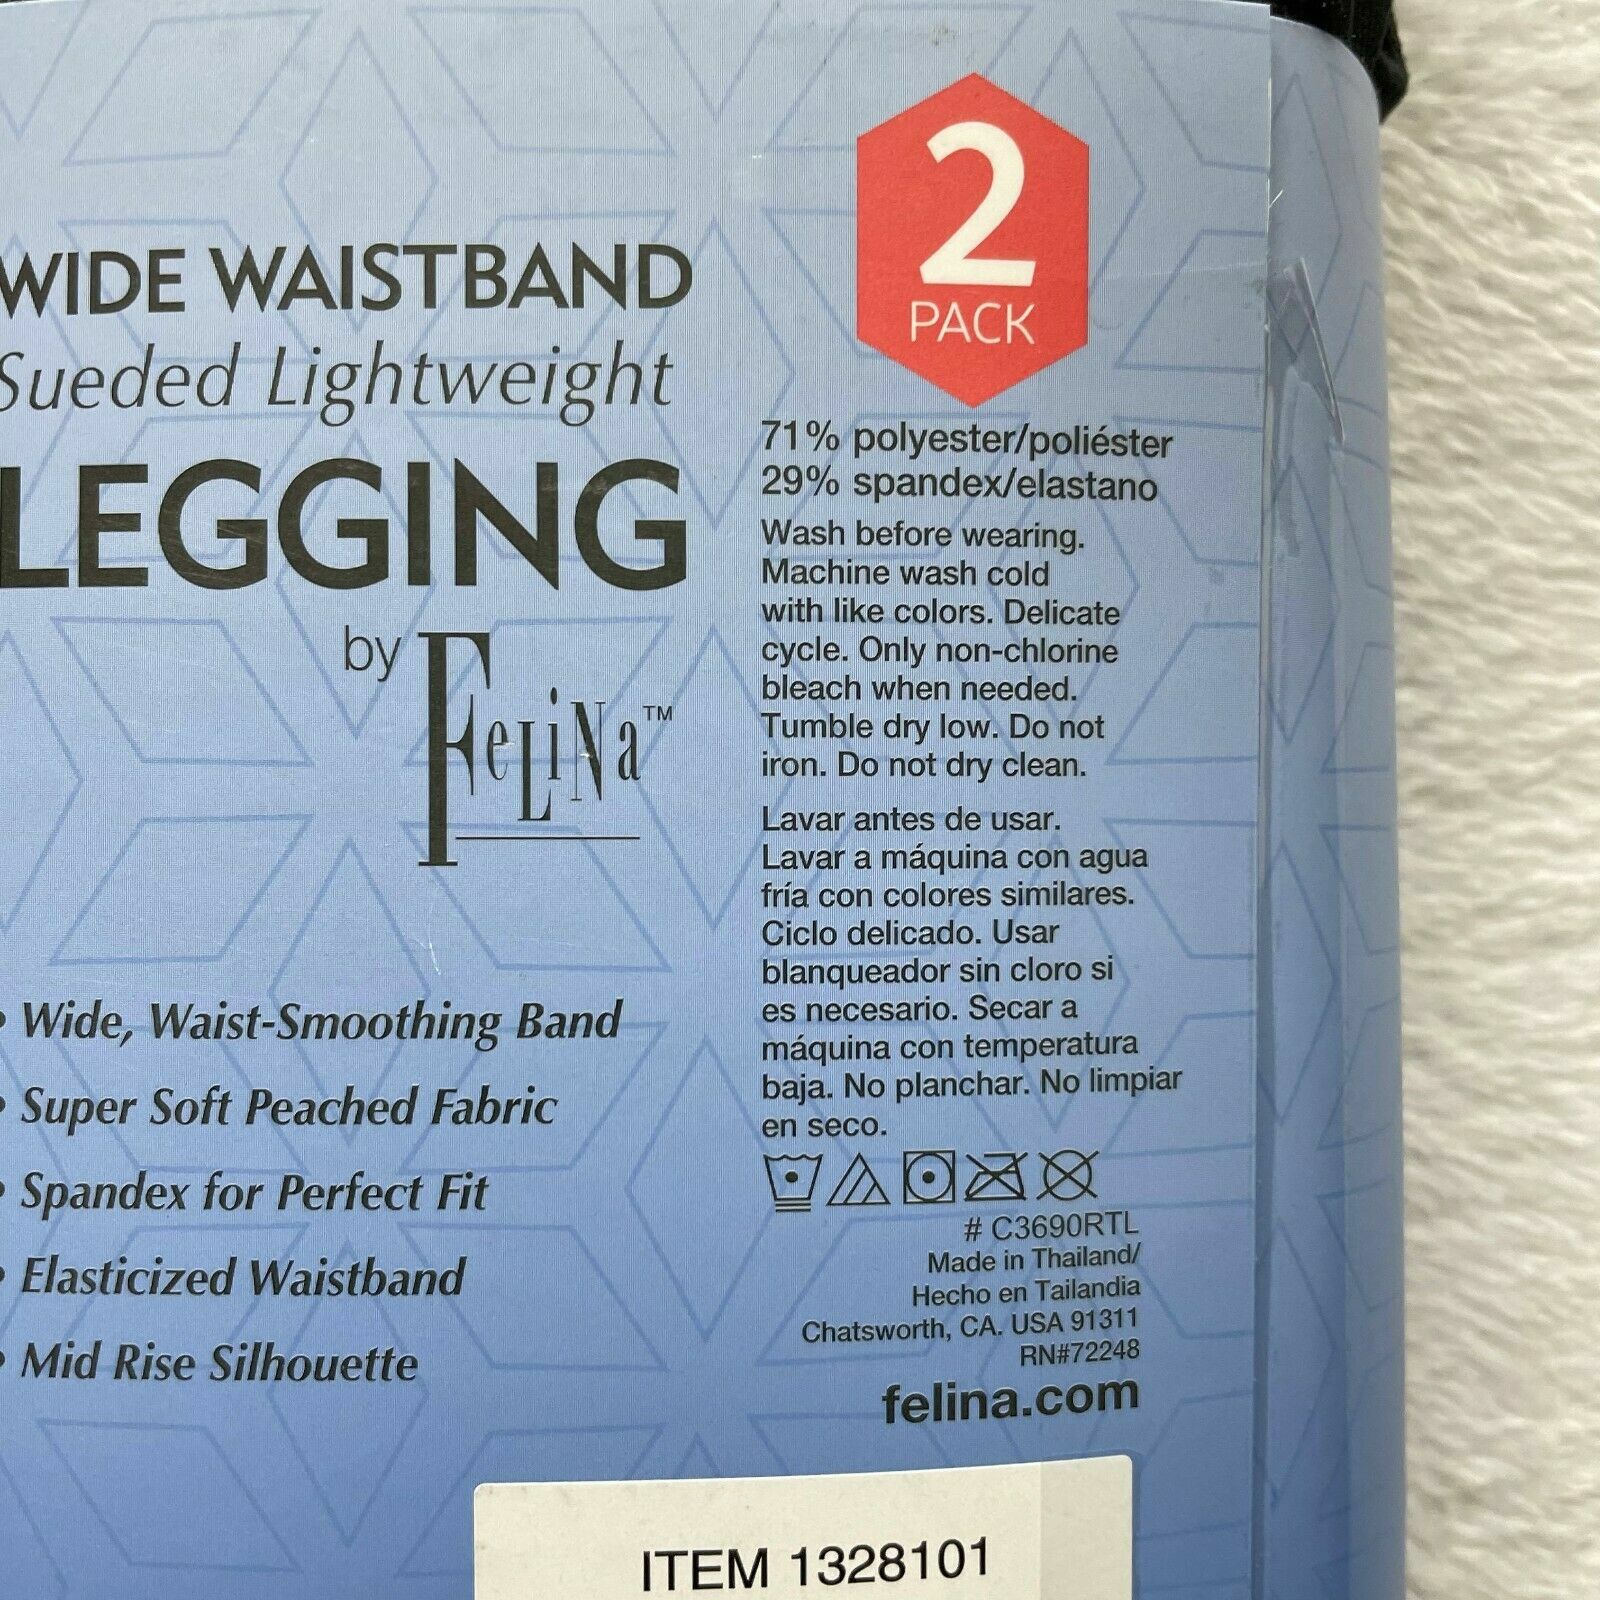 WIDE WAISTBAND
Sueded Lightweight
LEGGING
by FeLiNa™
• Wide, Waist-Smoothing Band
• Super Soft Peached Fabric
• Spandex for Perfect Fit
• Elasticized Waistband
• Mid Rise Silhouette
2
PACK
71% polyester/poliéster
29% spandex/elastano
Wash before wearing.
Machine wash cold
with like colors. Delicate
cycle. Only non-chlorine
bleach when needed.
Tumble dry low. Do not
iron. Do not dry clean.
Lavar antes de usar.
Lavar a máquina con agua
fría con colores similares.
Ciclo delicado. Usar
blanqueador sin cloro si
es necesario. Secar a
máquina con temperatura
baja. No planchar. No limpiar
en seco.
# C3690RTL
Made in Thailand/
Hecho en Tailandia
Chatsworth, CA. USA 91311
RN#72248
felina.com
ITEM 1328101